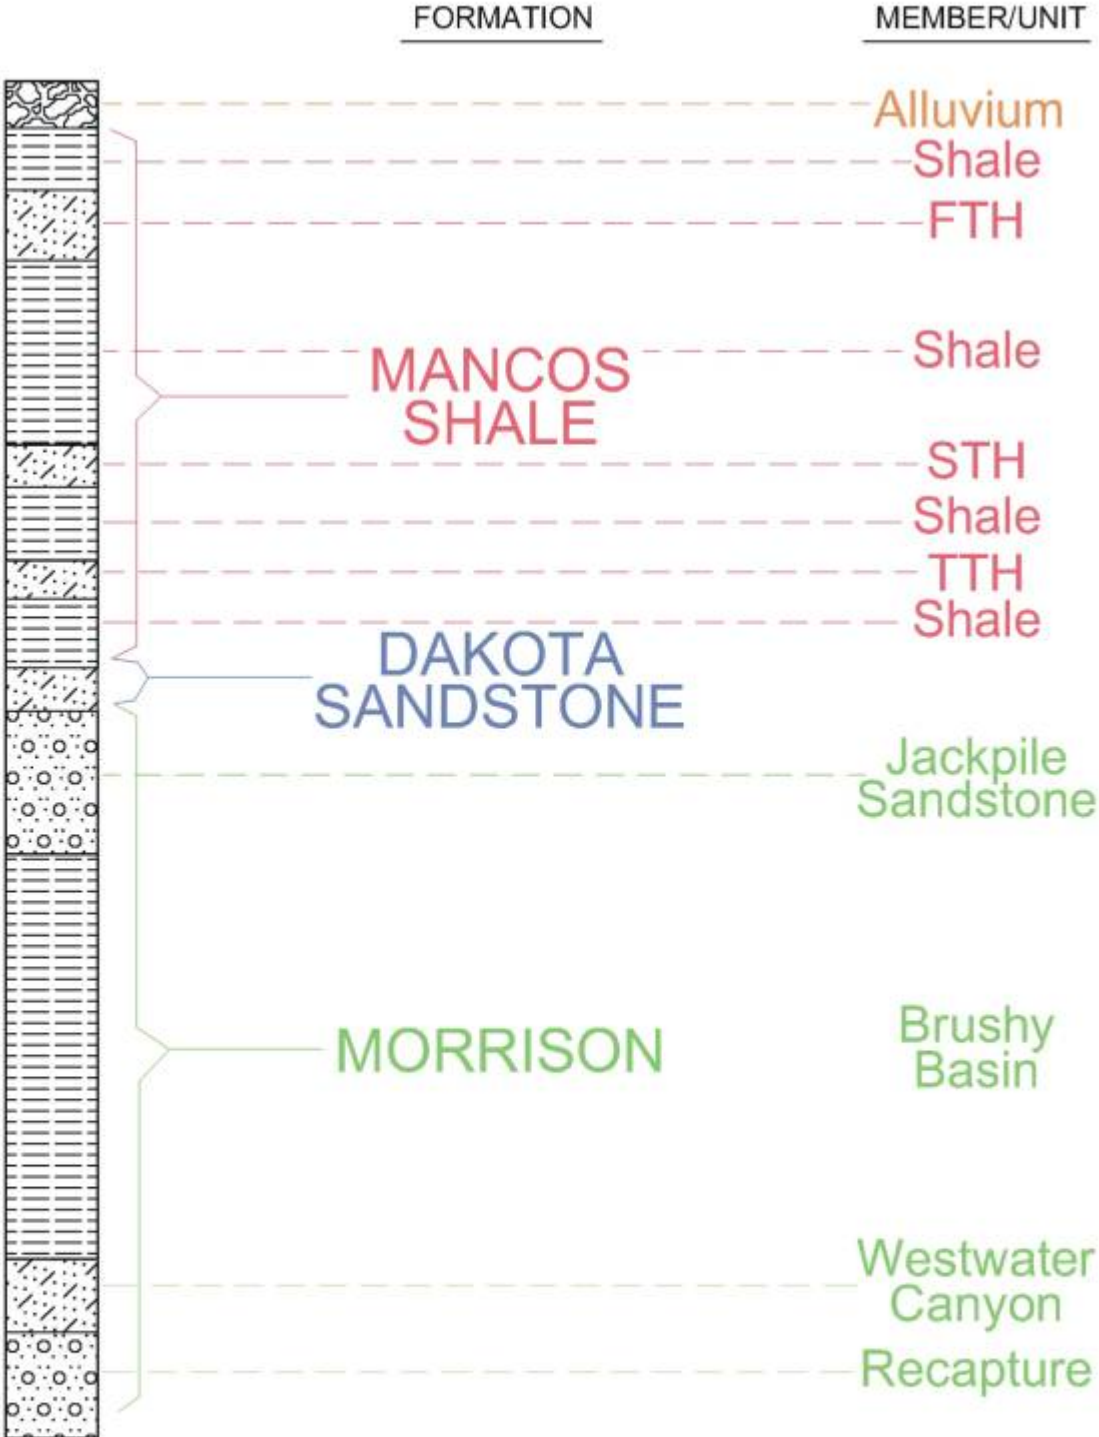 FORMATION
MEMBER/UNIT
Alluvium
Shale
FTH
Shale
MANCOS
SHALE
STH
Shale
TTH
Shale
DAKOTA
SANDSTONE
Jackpile
Sandstone
MORRISON
Brushy
Basin
Westwater
Canyon
Recapture